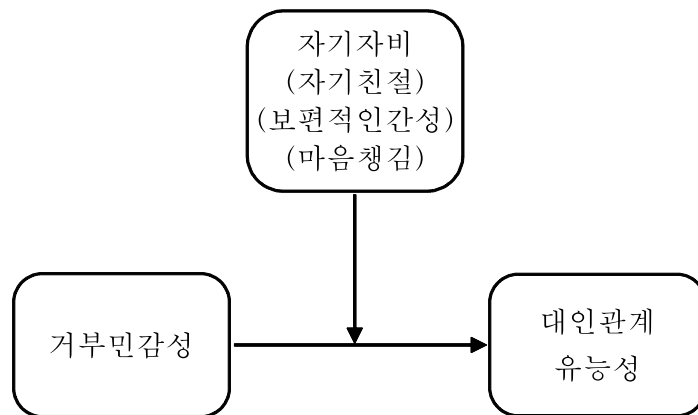 자기자비
(자기친절)
(보편적인간성)
(마음챙김)
거부민감성
대인관계
유능성